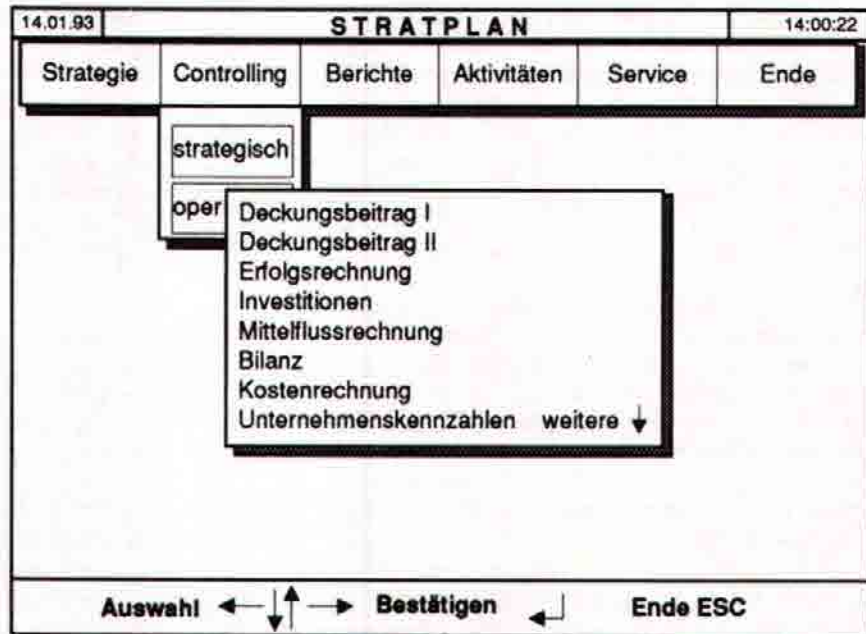 14.01.93 STRATPLAN 14:00:22
Strategie Controlling Berichte Aktivitäten Service Ende
strategisch
oper
Deckungsbeitrag I
Deckungsbeitrag II
Erfolgsrechnung
Investitionen
Mittelflussrechnung
Bilanz
Kostenrechnung
Unternehmenskennzahlen weitere ↓
Auswahl ← ↓↑ → Bestätigen ↵ Ende ESC